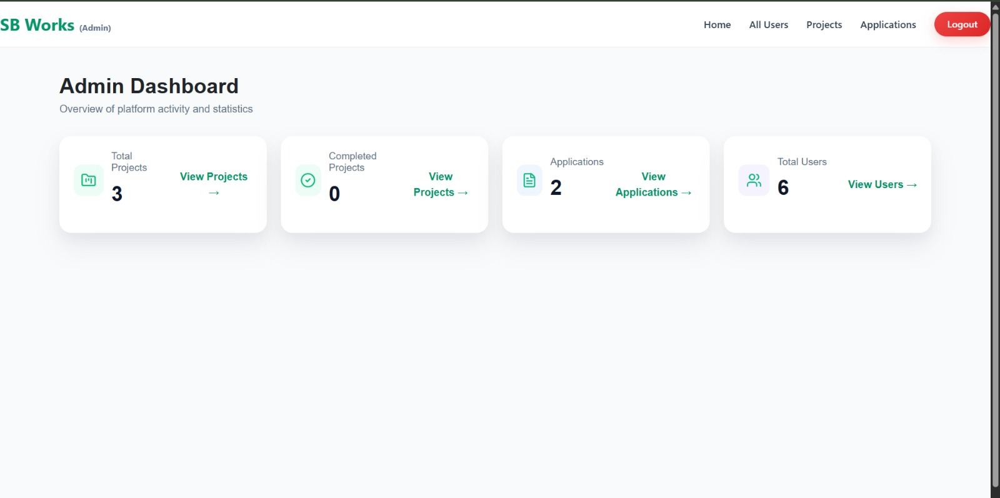 SB Works (Admin)
Home
All Users
Projects
Applications
Logout
Admin Dashboard
Overview of platform activity and statistics
Total
Projects
3
View Projects
→
Completed
Projects
0
View
Projects →
Applications
2
View
Applications →
Total Users
6
View Users →